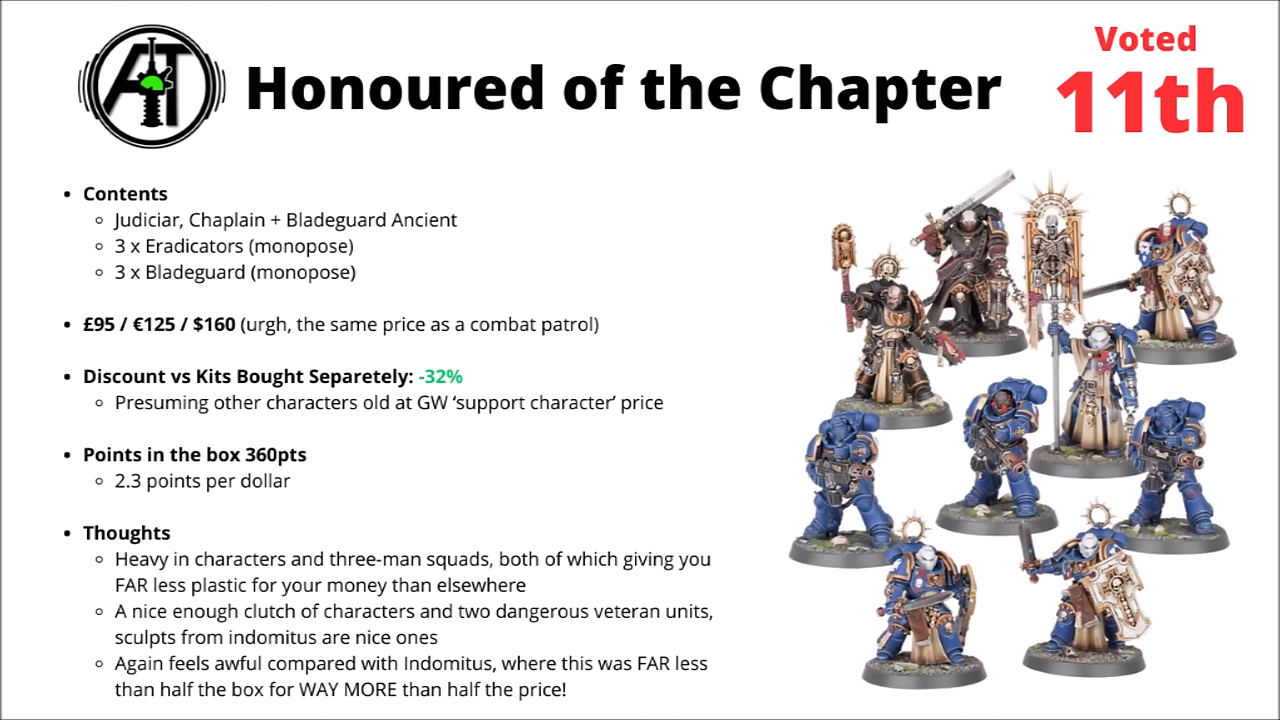 AT
Honoured of the Chapter
Voted
11th
• Contents
◦ Judiciar, Chaplain + Bladeguard Ancient
◦ 3 x Eradicators (monopose)
◦ 3 x Bladeguard (monopose)
• £95 / €125 / $160 (urgh, the same price as a combat patrol)
• Discount vs Kits Bought Separetely: -32%
◦ Presuming other characters old at GW ‘support character’ price
• Points in the box 360pts
◦ 2.3 points per dollar
• Thoughts
◦ Heavy in characters and three-man squads, both of which giving you
FAR less plastic for your money than elsewhere
◦ A nice enough clutch of characters and two dangerous veteran units,
sculpts from indomitus are nice ones
◦ Again feels awful compared with Indomitus, where this was FAR less
than half the box for WAY MORE than half the price!